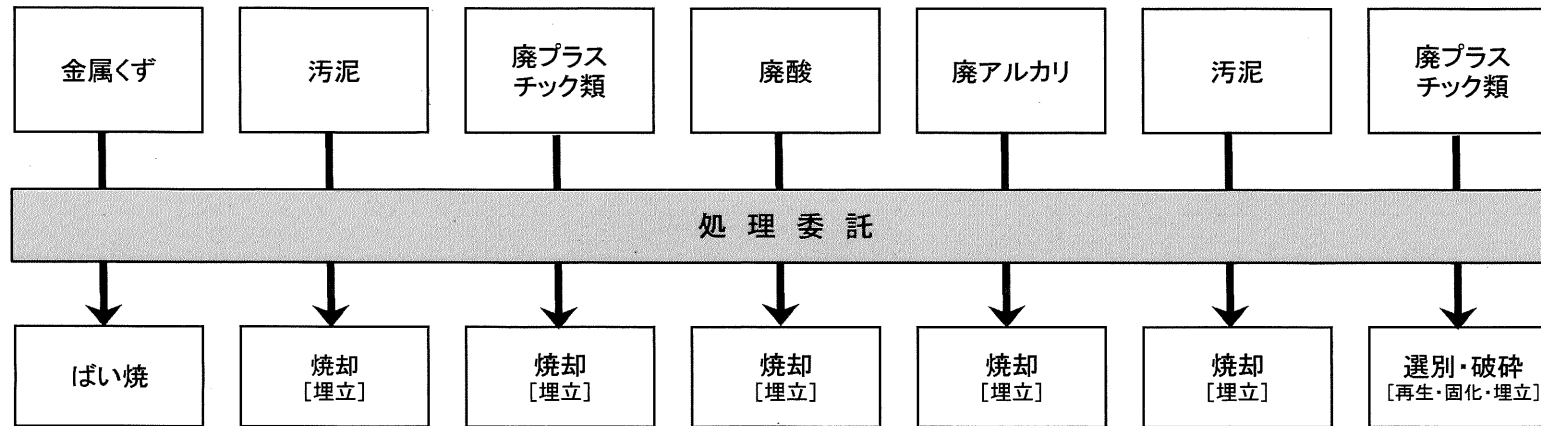 金属くず
汚泥
廃プラス
チック類
廃酸
廃アルカリ
汚泥
廃プラス
チック類
処理委託
ばい焼
焼却
[埋立]
焼却
[埋立]
焼却
[埋立]
焼却
[埋立]
焼却
[埋立]
選別・破砕
[再生・固化・埋立]